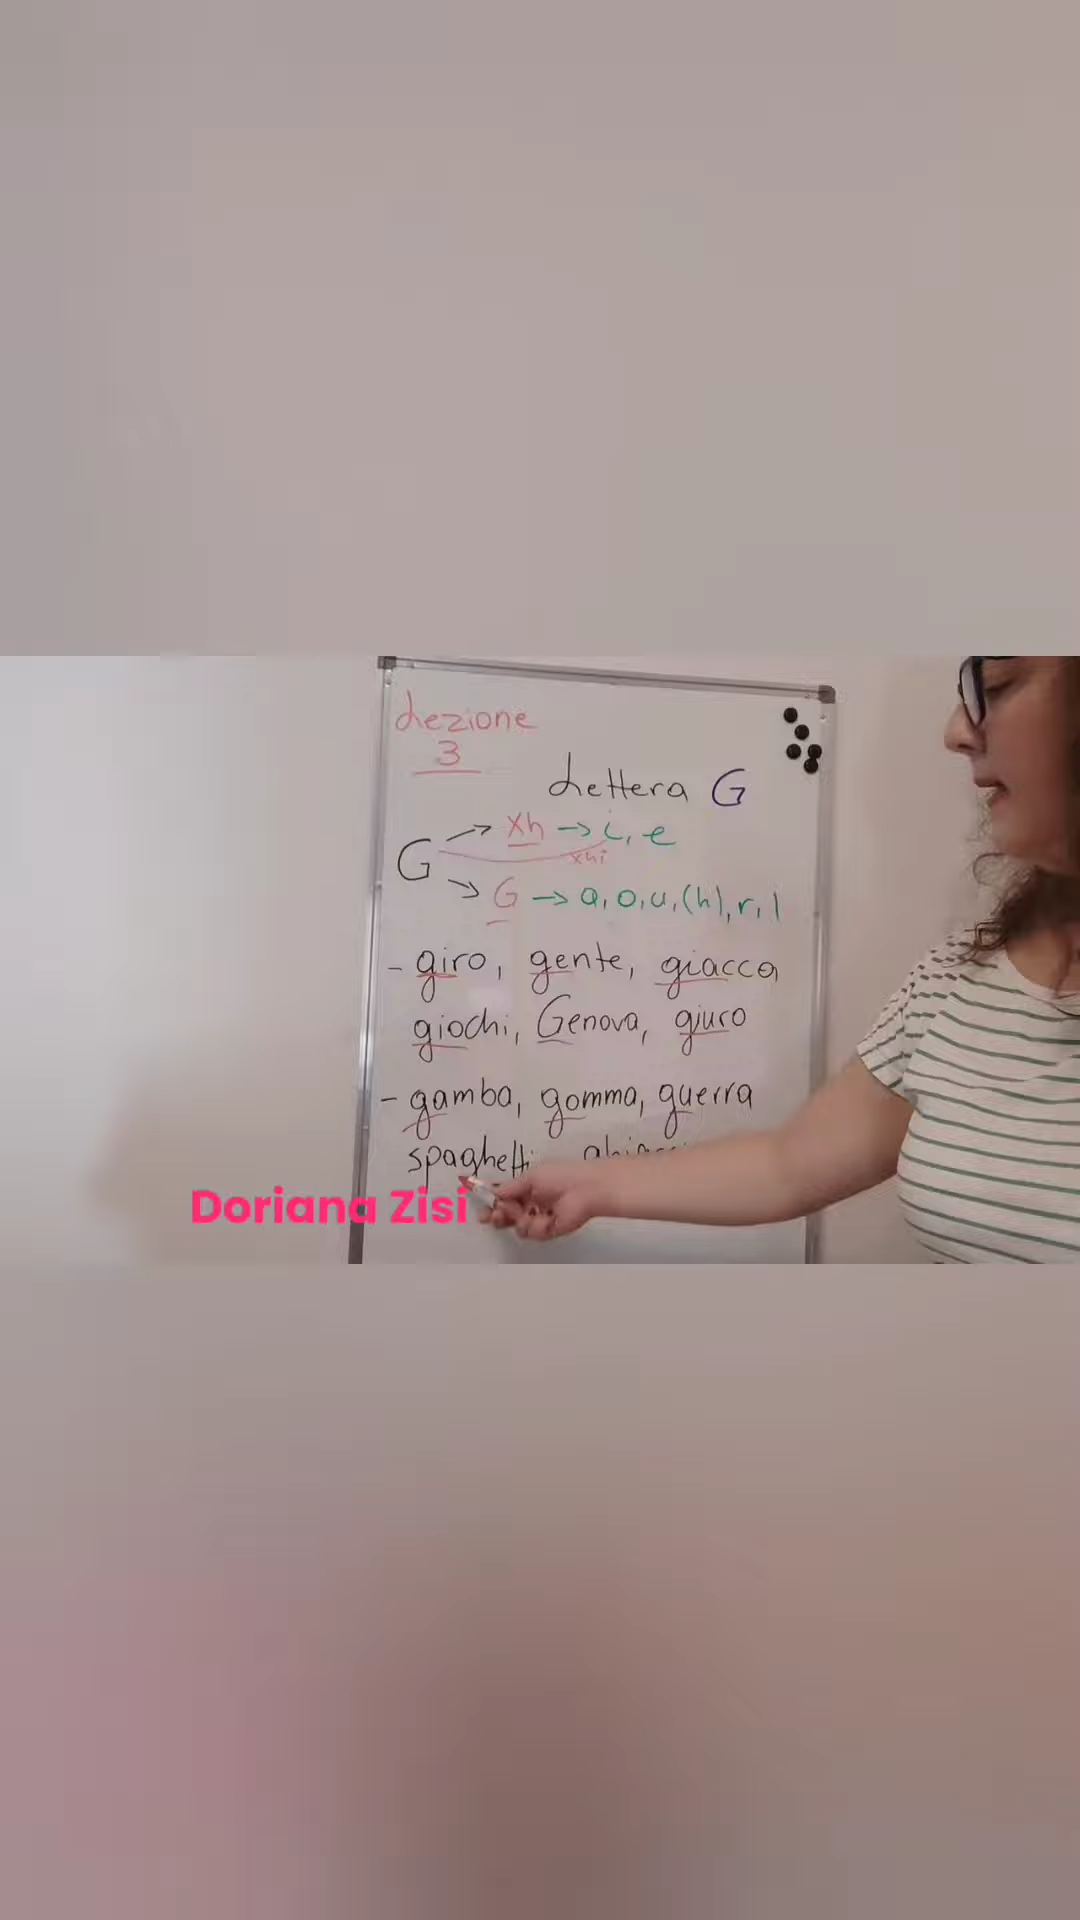 Lezione
3
Lettera G
G → xh → i, e
xhi
→ G → a, o, u, (h), r, l
- giro, gente, giacca
giochi, Genova, giuro
- gamba, gomma, guerra
spaghetti
Doriana Zisi